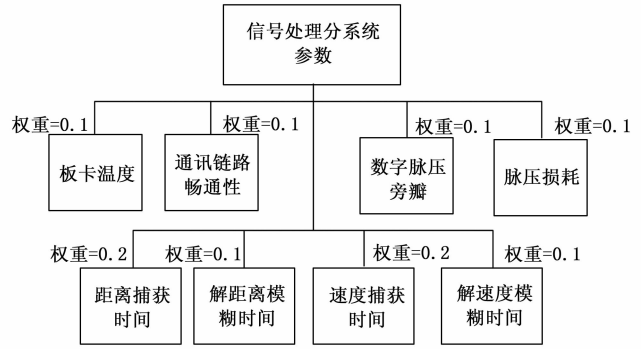 信号处理分系统
参数
权重=0.1
权重=0.1
权重=0.1
权重=0.1
板卡温度
通讯链路
畅通性
数字脉压
旁瓣
脉压损耗
权重=0.2
权重=0.1
权重=0.2
权重=0.1
距离捕获
时间
解距离模
糊时间
速度捕获
时间
解速度模
糊时间